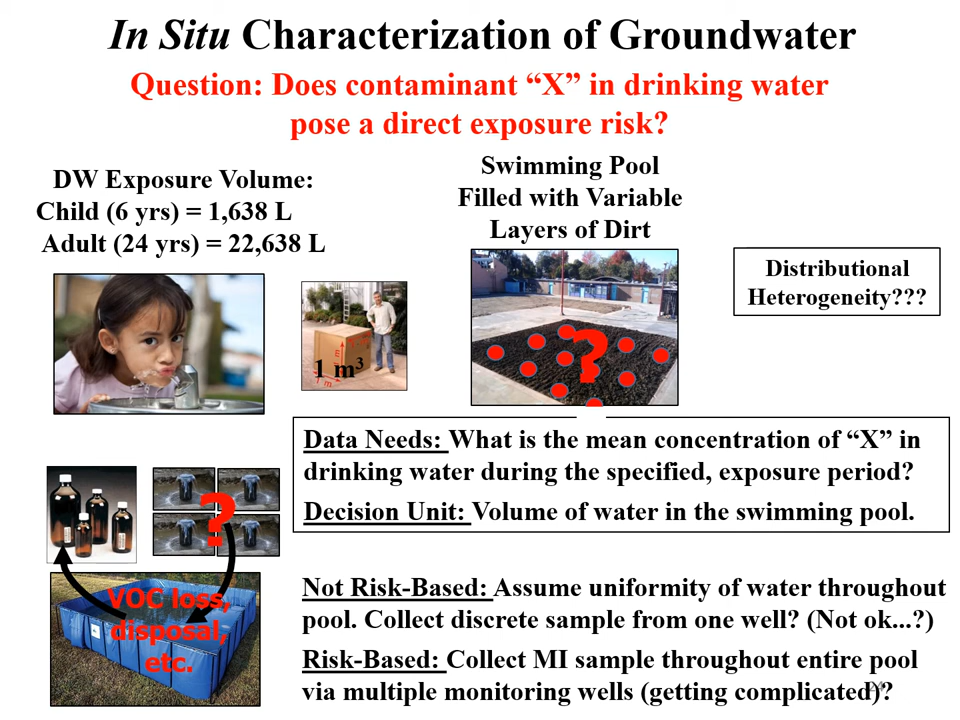 In Situ Characterization of Groundwater
Question: Does contaminant “X” in drinking water
pose a direct exposure risk?
DW Exposure Volume:
Child (6 yrs) = 1,638 L
Adult (24 yrs) = 22,638 L
Swimming Pool
Filled with Variable
Layers of Dirt
Distributional
Heterogeneity???
1 m³
?
Data Needs: What is the mean concentration of “X” in
drinking water during the specified, exposure period?
Decision Unit: Volume of water in the swimming pool.
?
VOC loss,
disposal,
etc.
Not Risk-Based: Assume uniformity of water throughout
pool. Collect discrete sample from one well? (Not ok...?)
Risk-Based: Collect MI sample throughout entire pool
via multiple monitoring wells (getting complicated)?